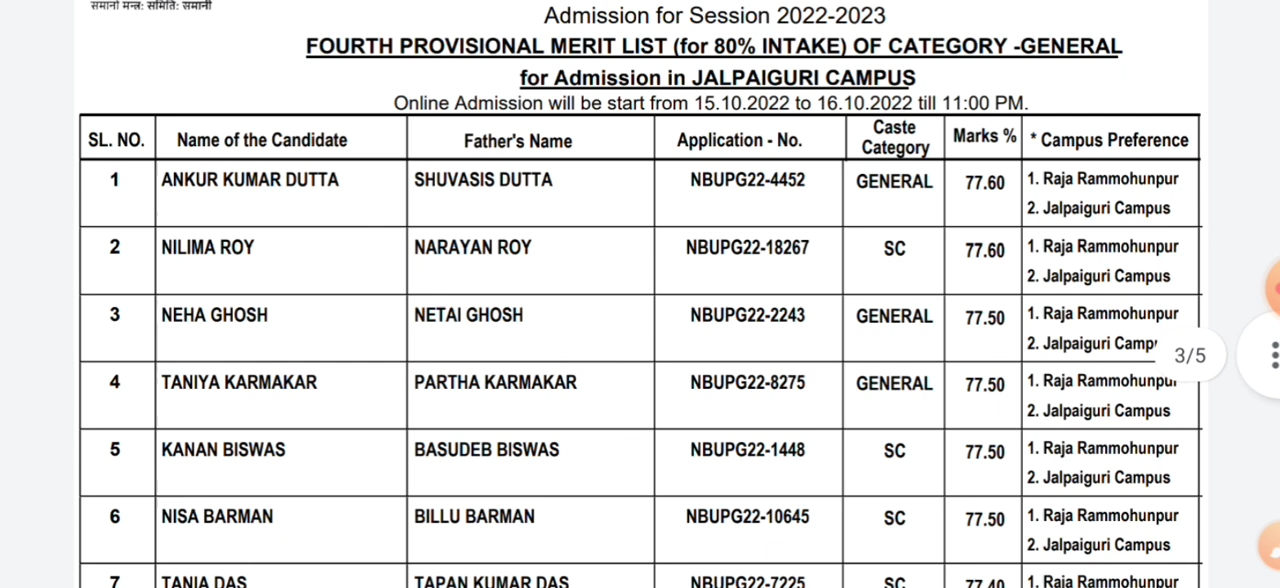 समानो मन्त्र: समिति: समानी
Admission for Session 2022-2023
FOURTH PROVISIONAL MERIT LIST (for 80% INTAKE) OF CATEGORY -GENERAL
for Admission in JALPAIGURI CAMPUS
Online Admission will be start from 15.10.2022 to 16.10.2022 till 11:00 PM.
SL. NO. Name of the Candidate Father's Name Application - No. Caste Category Marks % * Campus Preference
1 ANKUR KUMAR DUTTA SHUVASIS DUTTA NBUPG22-4452 GENERAL 77.60 1. Raja Rammohunpur
2. Jalpaiguri Campus
2 NILIMA ROY NARAYAN ROY NBUPG22-18267 SC 77.60 1. Raja Rammohunpur
2. Jalpaiguri Campus
3 NEHA GHOSH NETAI GHOSH NBUPG22-2243 GENERAL 77.50 1. Raja Rammohunpur
2. Jalpaiguri Camp
3/5
4 TANIYA KARMAKAR PARTHA KARMAKAR NBUPG22-8275 GENERAL 77.50 1. Raja Rammohunpur
2. Jalpaiguri Campus
5 KANAN BISWAS BASUDEB BISWAS NBUPG22-1448 SC 77.50 1. Raja Rammohunpur
2. Jalpaiguri Campus
6 NISA BARMAN BILLU BARMAN NBUPG22-10645 SC 77.50 1. Raja Rammohunpur
2. Jalpaiguri Campus
7 TANIA DAS TAPAN KUMAR DAS NBUPG22-7225 SC 77.40 1. Raja Rammohunpur